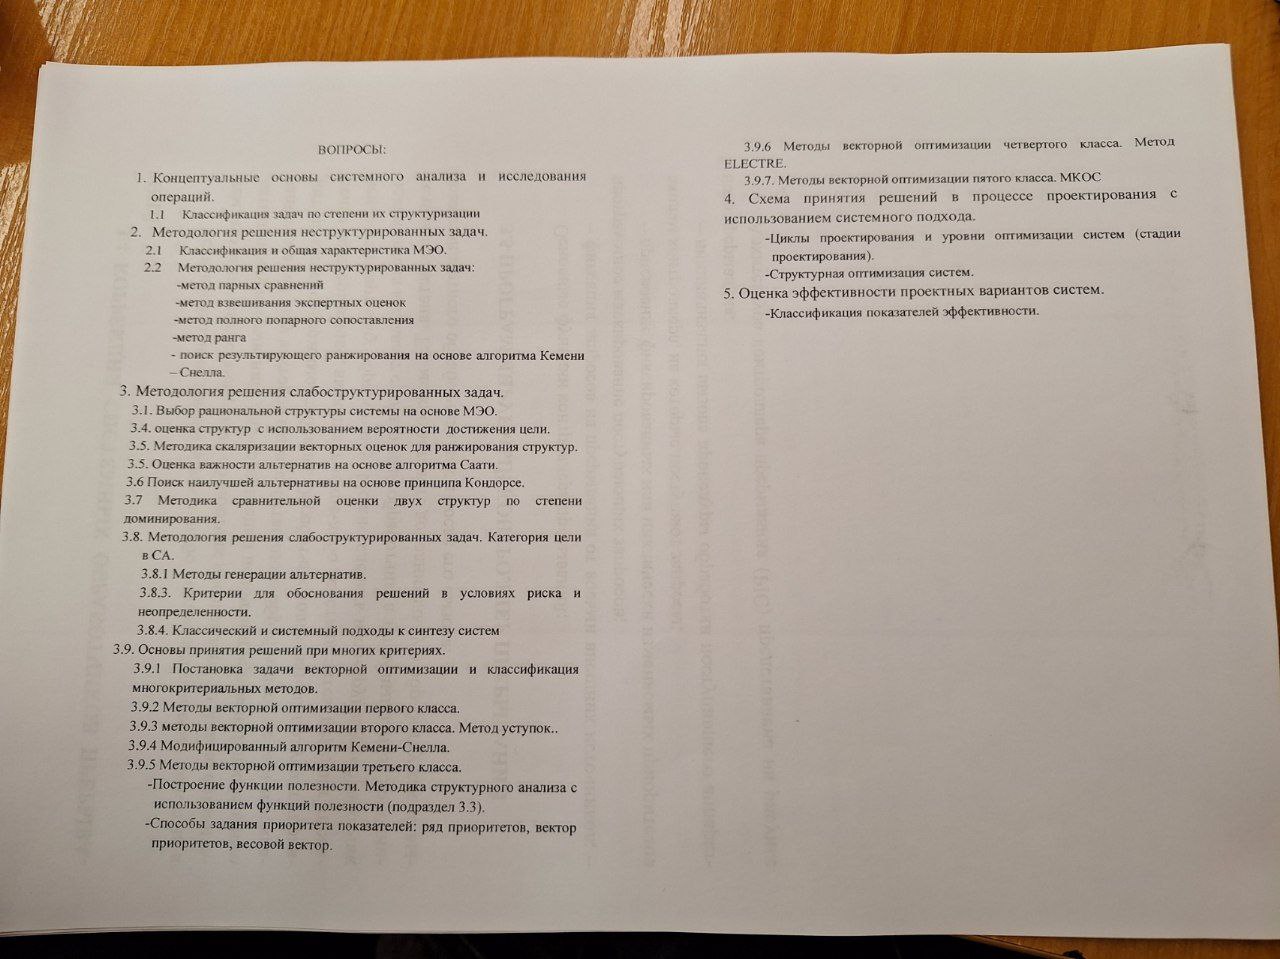 ВОПРОСЫ:
1. Концептуальные основы системного анализа и исследования
операций.
1.1 Классификация задач по степени их структуризации
2. Методология решения неструктурированных задач.
2.1 Классификация и общая характеристика МЭО.
2.2 Методология решения неструктурированных задач:
-метод парных сравнений
-метод взвешивания экспертных оценок
-метод полного попарного сопоставления
-метод ранга
- поиск результирующего ранжирования на основе алгоритма Кемени
– Снелла.
3. Методология решения слабоструктурированных задач.
3.1. Выбор рациональной структуры системы на основе МЭО.
3.4. оценка структур с использованием вероятности достижения цели.
3.5. Методика скаляризации векторных оценок для ранжирования структур.
3.5. Оценка важности альтернатив на основе алгоритма Саати.
3.6 Поиск наилучшей альтернативы на основе принципа Кондорсе.
3.7 Методика сравнительной оценки двух структур по степени
доминирования.
3.8. Методология решения слабоструктурированных задач. Категория цели
в СА.
3.8.1 Методы генерации альтернатив.
3.8.3. Критерии для обоснования решений в условиях риска и
неопределенности.
3.8.4. Классический и системный подходы к синтезу систем
3.9. Основы принятия решений при многих критериях.
3.9.1 Постановка задачи векторной оптимизации и классификация
многокритериальных методов.
3.9.2 Методы векторной оптимизации первого класса.
3.9.3 методы векторной оптимизации второго класса. Метод уступок..
3.9.4 Модифицированный алгоритм Кемени-Снелла.
3.9.5 Методы векторной оптимизации третьего класса.
-Построение функции полезности. Методика структурного анализа с
использованием функций полезности (подраздел 3.3).
-Способы задания приоритета показателей: ряд приоритетов, вектор
приоритетов, весовой вектор.
3.9.6 Методы векторной оптимизации четвертого класса. Метод
ELECTRE.
3.9.7. Методы векторной оптимизации пятого класса. МКОС
4. Схема принятия решений в процессе проектирования с
использованием системного подхода.
-Циклы проектирования и уровни оптимизации систем (стадии
проектирования).
-Структурная оптимизация систем.
5. Оценка эффективности проектных вариантов систем.
-Классификация показателей эффективности.